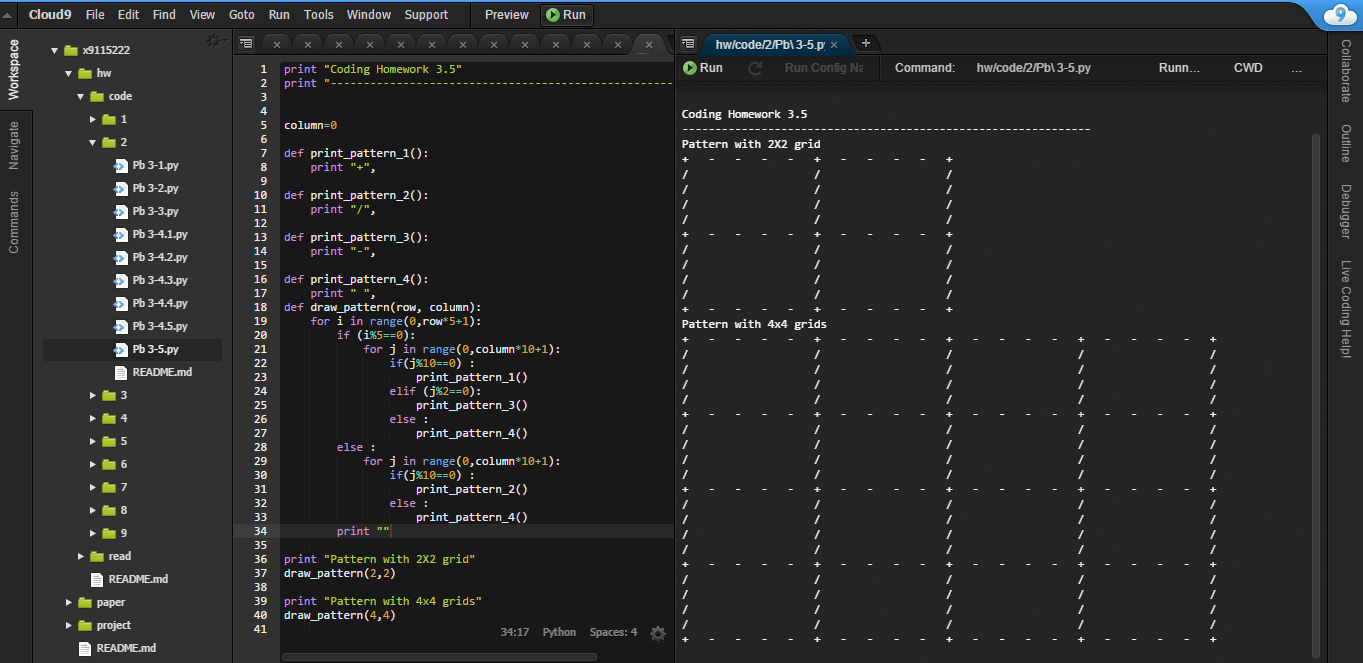 Cloud9 File Edit Find View Goto Run Tools Window Support Preview Run
Workspace
Navigate
Commands
x9115222
hw
code
1
2
Pb 3-1.py
Pb 3-2.py
Pb 3-3.py
Pb 3-4.1.py
Pb 3-4.2.py
Pb 3-4.3.py
Pb 3-4.4.py
Pb 3-4.5.py
Pb 3-5.py
README.md
3
4
5
6
7
8
9
read
README.md
paper
project
README.md
1 print "Coding Homework 3.5"
2 print "----------------------------------------------------
3
4
5 column=0
6
7 def print_pattern_1():
8     print "+",
9
10 def print_pattern_2():
11     print "/",
12
13 def print_pattern_3():
14     print "-",
15
16 def print_pattern_4():
17     print " ",
18 def draw_pattern(row, column):
19     for i in range(0,row*5+1):
20         if (i%5==0):
21             for j in range(0,column*10+1):
22                 if(j%10==0) :
23                     print_pattern_1()
24                 elif (j%2==0):
25                     print_pattern_3()
26                 else :
27                     print_pattern_4()
28         else :
29             for j in range(0,column*10+1):
30                 if(j%10==0) :
31                     print_pattern_2()
32                 else :
33                     print_pattern_4()
34         print ""
35
36 print "Pattern with 2X2 grid"
37 draw_pattern(2,2)
38
39 print "Pattern with 4x4 grids"
40 draw_pattern(4,4)
41
34:17 Python Spaces: 4
hw/code/2/Pb\ 3-5.py × +
Run Run Config Na Command: hw/code/2/Pb\ 3-5.py Runn... CWD ...
Coding Homework 3.5
--------------------------------------------------------------
Pattern with 2X2 grid
+   -   -   -   -   +   -   -   -   -   +
/                   /                   /
/                   /                   /
/                   /                   /
/                   /                   /
+   -   -   -   -   +   -   -   -   -   +
/                   /                   /
/                   /                   /
/                   /                   /
/                   /                   /
+   -   -   -   -   +   -   -   -   -   +
Pattern with 4x4 grids
+   -   -   -   -   +   -   -   -   -   +   -   -   -   -   +   -   -   -   -   +
/                   /                   /                   /                   /
/                   /                   /                   /                   /
/                   /                   /                   /                   /
/                   /                   /                   /                   /
+   -   -   -   -   +   -   -   -   -   +   -   -   -   -   +   -   -   -   -   +
/                   /                   /                   /                   /
/                   /                   /                   /                   /
/                   /                   /                   /                   /
/                   /                   /                   /                   /
+   -   -   -   -   +   -   -   -   -   +   -   -   -   -   +   -   -   -   -   +
/                   /                   /                   /                   /
/                   /                   /                   /                   /
/                   /                   /                   /                   /
/                   /                   /                   /                   /
+   -   -   -   -   +   -   -   -   -   +   -   -   -   -   +   -   -   -   -   +
/                   /                   /                   /                   /
/                   /                   /                   /                   /
/                   /                   /                   /                   /
/                   /                   /                   /                   /
+   -   -   -   -   +   -   -   -   -   +   -   -   -   -   +   -   -   -   -   +
9
Collaborate
Outline
Debugger
Live Coding Help!